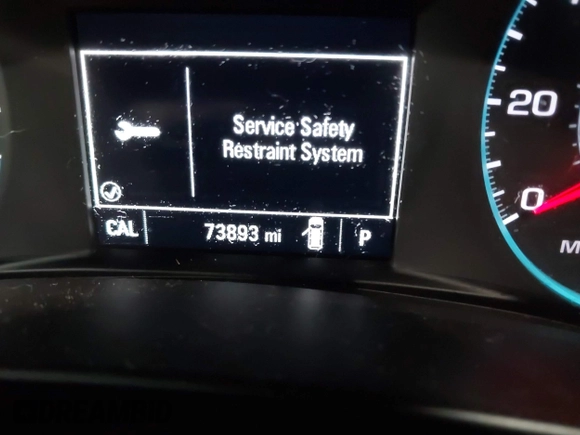 Service Safety
Restraint System
CAL 73893 mi P
20
0
M